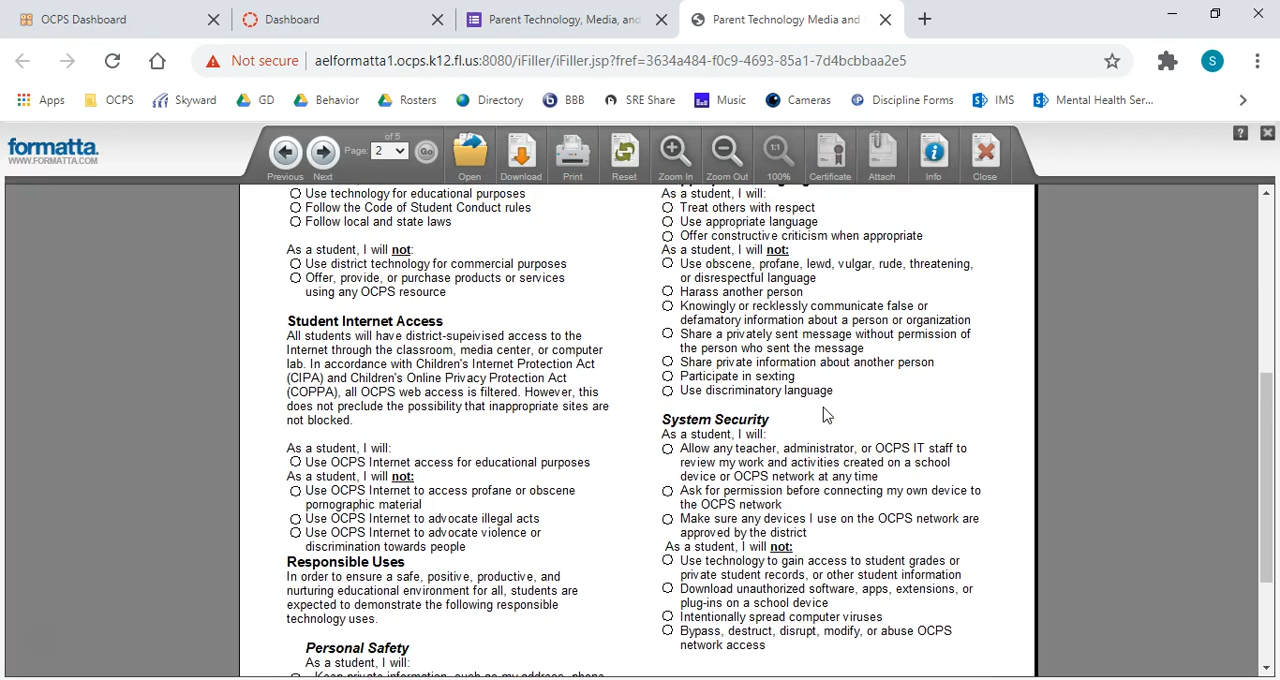 OCPS Dashboard
Dashboard
Parent Technology, Media, and
Parent Technology Media and
Not secure
aelformatta1.ocps.k12.fl.us:8080/iFiller/iFiller.jsp?fref=3634a484-f0c9-4693-85a1-7d4bcbbaa2e5
S
Apps
OCPS
Skyward
GD
Behavior
Rosters
Directory
BBB
SRE Share
Music
Cameras
Discipline Forms
IMS
Mental Health Ser...
formatta.
WWW.FORMATTA.COM
Previous
Next
Page:
of 5
2
Go
Open
Download
Print
Reset
Zoom In
Zoom Out
1:1
100%
Certificate
Attach
Info
Close
?
Use technology for educational purposes
Follow the Code of Student Conduct rules
Follow local and state laws
As a student, I will not:
Use district technology for commercial purposes
Offer, provide, or purchase products or services
using any OCPS resource
Student Internet Access
All students will have district-supeivised access to the
Internet through the classroom, media center, or computer
lab. In accordance with Children's Internet Protection Act
(CIPA) and Children's Online Privacy Protection Act
(COPPA), all OCPS web access is filtered. However, this
does not preclude the possibility that inappropriate sites are
not blocked.
As a student, I will:
Use OCPS Internet access for educational purposes
As a student, I will not:
Use OCPS Internet to access profane or obscene
pornographic material
Use OCPS Internet to advocate illegal acts
Use OCPS Internet to advocate violence or
discrimination towards people
Responsible Uses
In order to ensure a safe, positive, productive, and
nurturing educational environment for all, students are
expected to demonstrate the following responsible
technology uses.
Personal Safety
As a student, I will:
Keep private information, such as my address, phone
As a student, I will:
Treat others with respect
Use appropriate language
Offer constructive criticism when appropriate
As a student, I will not:
Use obscene, profane, lewd, vulgar, rude, threatening,
or disrespectful language
Harass another person
Knowingly or recklessly communicate false or
defamatory information about a person or organization
Share a privately sent message without permission of
the person who sent the message
Share private information about another person
Participate in sexting
Use discriminatory language
System Security
As a student, I will:
Allow any teacher, administrator, or OCPS IT staff to
review my work and activities created on a school
device or OCPS network at any time
Ask for permission before connecting my own device to
the OCPS network
Make sure any devices I use on the OCPS network are
approved by the district
As a student, I will not:
Use technology to gain access to student grades or
private student records, or other student information
Download unauthorized software, apps, extensions, or
plug-ins on a school device
Intentionally spread computer viruses
Bypass, destruct, disrupt, modify, or abuse OCPS
network access